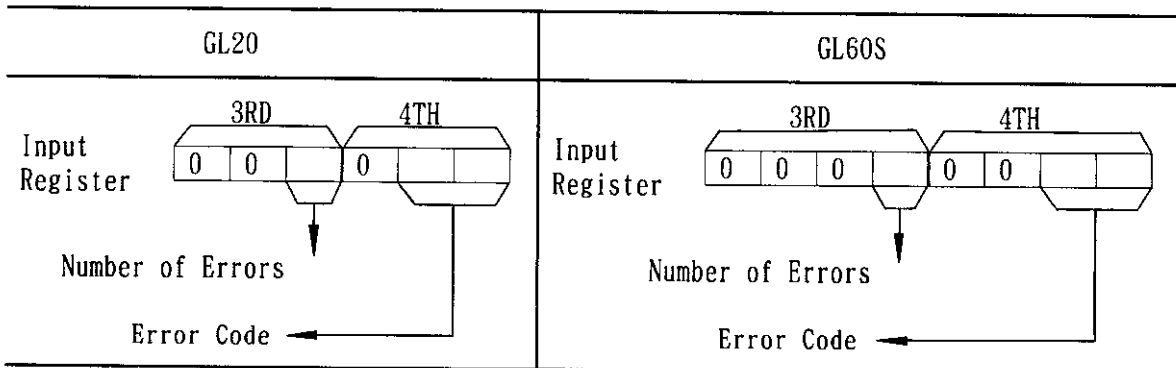 GL20
GL60S
3RD 4TH
Input
Register
0 0 0
Number of Errors
Error Code
3RD 4TH
Input
Register
0 0 0 0 0
Number of Errors
Error Code